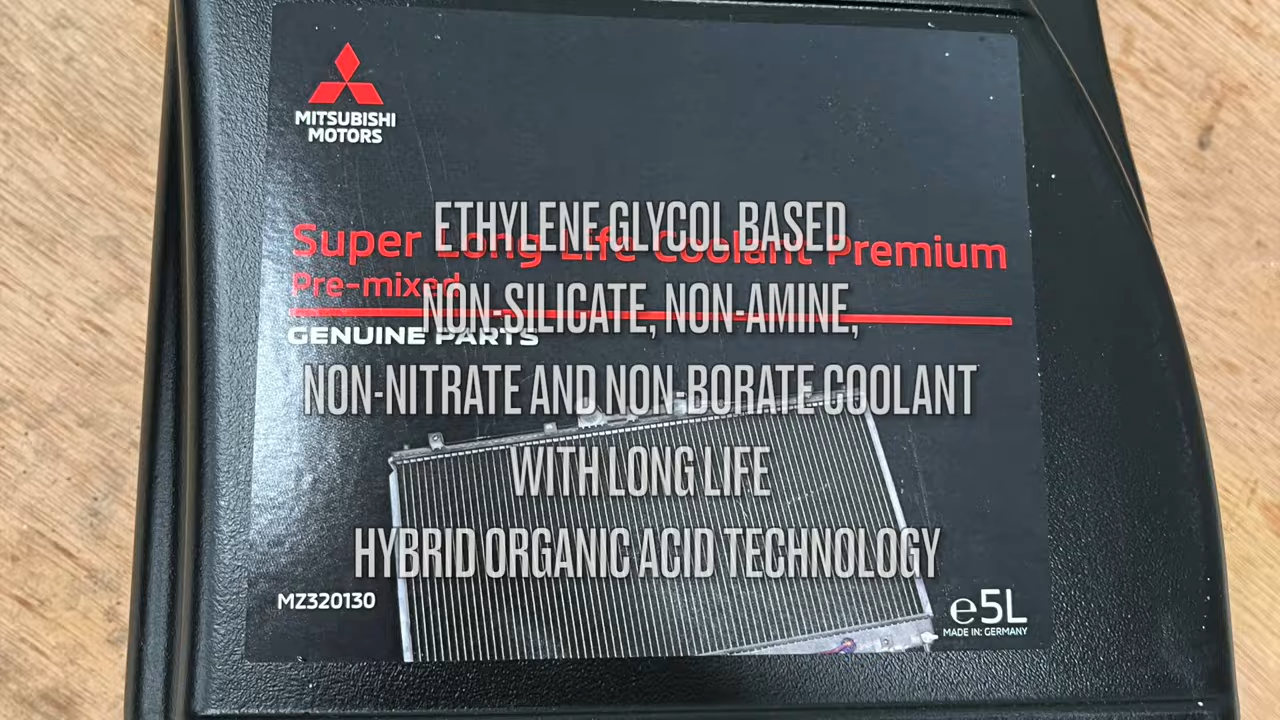 MITSUBISHI
MOTORS
ETHYLENE GLYCOL BASED
Super Long Life Coolant Premium
Pre-mixed
NON-SILICATE, NON-AMINE,
GENUINE PARTS
NON-NITRATE AND NON-BORATE COOLANT
WITH LONG LIFE
HYBRID ORGANIC ACID TECHNOLOGY
MZ320130
e5L
MADE IN: GERMANY